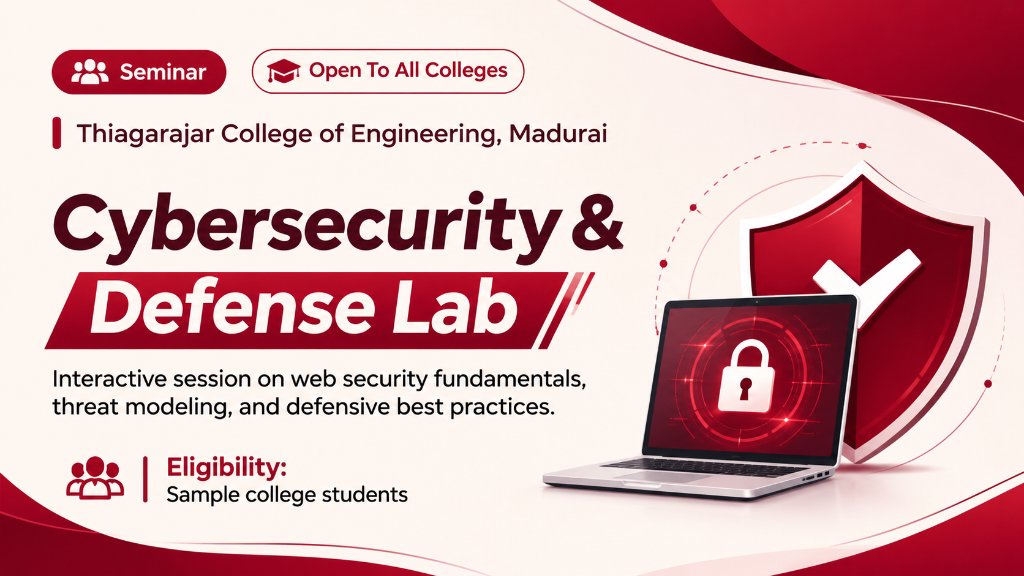 Seminar
Open To All Colleges
Thiagarajar College of Engineering, Madurai
Cybersecurity &
Defense Lab
Interactive session on web security fundamentals,
threat modeling, and defensive best practices.
Eligibility:
Sample college students